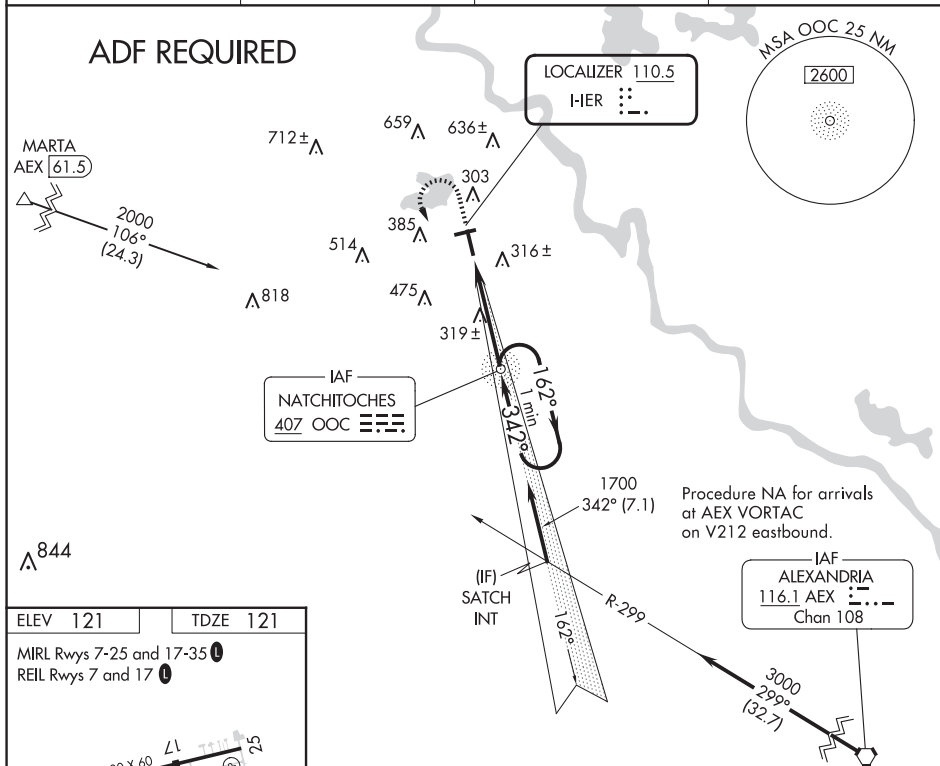 ADF REQUIRED
LOCALIZER 110.5
I-IER
MSA OOC 25 NM
2600
MARTA
AEX 61.5
2000
106°
(24.3)
712±
659
636±
303
385
514
316±
818
475
319±
IAF
NATCHITOCHES
407 OOC
162°
1 min
342°
1700
342° (7.1)
Procedure NA for arrivals
at AEX VORTAC
on V212 eastbound.
844
(IF)
SATCH
INT
R-299
162°
IAF
ALEXANDRIA
116.1 AEX
Chan 108
3000
299°
(32.7)
ELEV 121
TDZE 121
MIRL Rwys 7-25 and 17-35 L
REIL Rwys 7 and 17 L
17
25
X 60